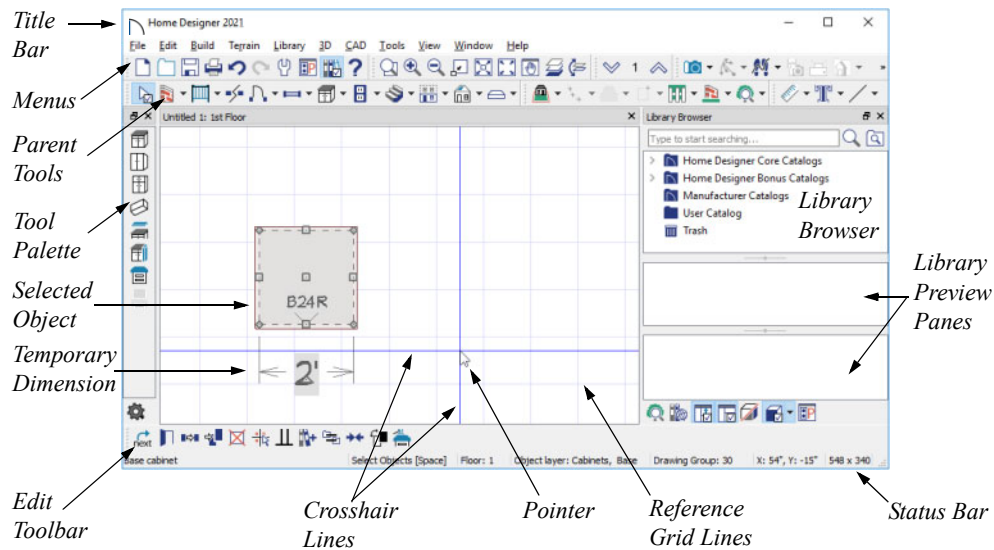 Title
Bar
Menus
Parent
Tools
Tool
Palette
Selected
Object
Temporary
Dimension
Edit
Toolbar
Home Designer 2021
File Edit Build Terrain Library 3D CAD Tools View Window Help
1
Untitled 1: 1st Floor
Library Browser
Type to start searching...
Home Designer Core Catalogs
Home Designer Bonus Catalogs
Manufacturer Catalogs
User Catalog
Trash
Library
Browser
Library
Preview
Panes
B24R
2'
next
Base cabinet
Select Objects [Space]
Floor: 1
Object layer: Cabinets, Base
Drawing Group: 30
X: 54", Y: -15"
548 x 340
Crosshair
Lines
Pointer
Reference
Grid Lines
Status Bar